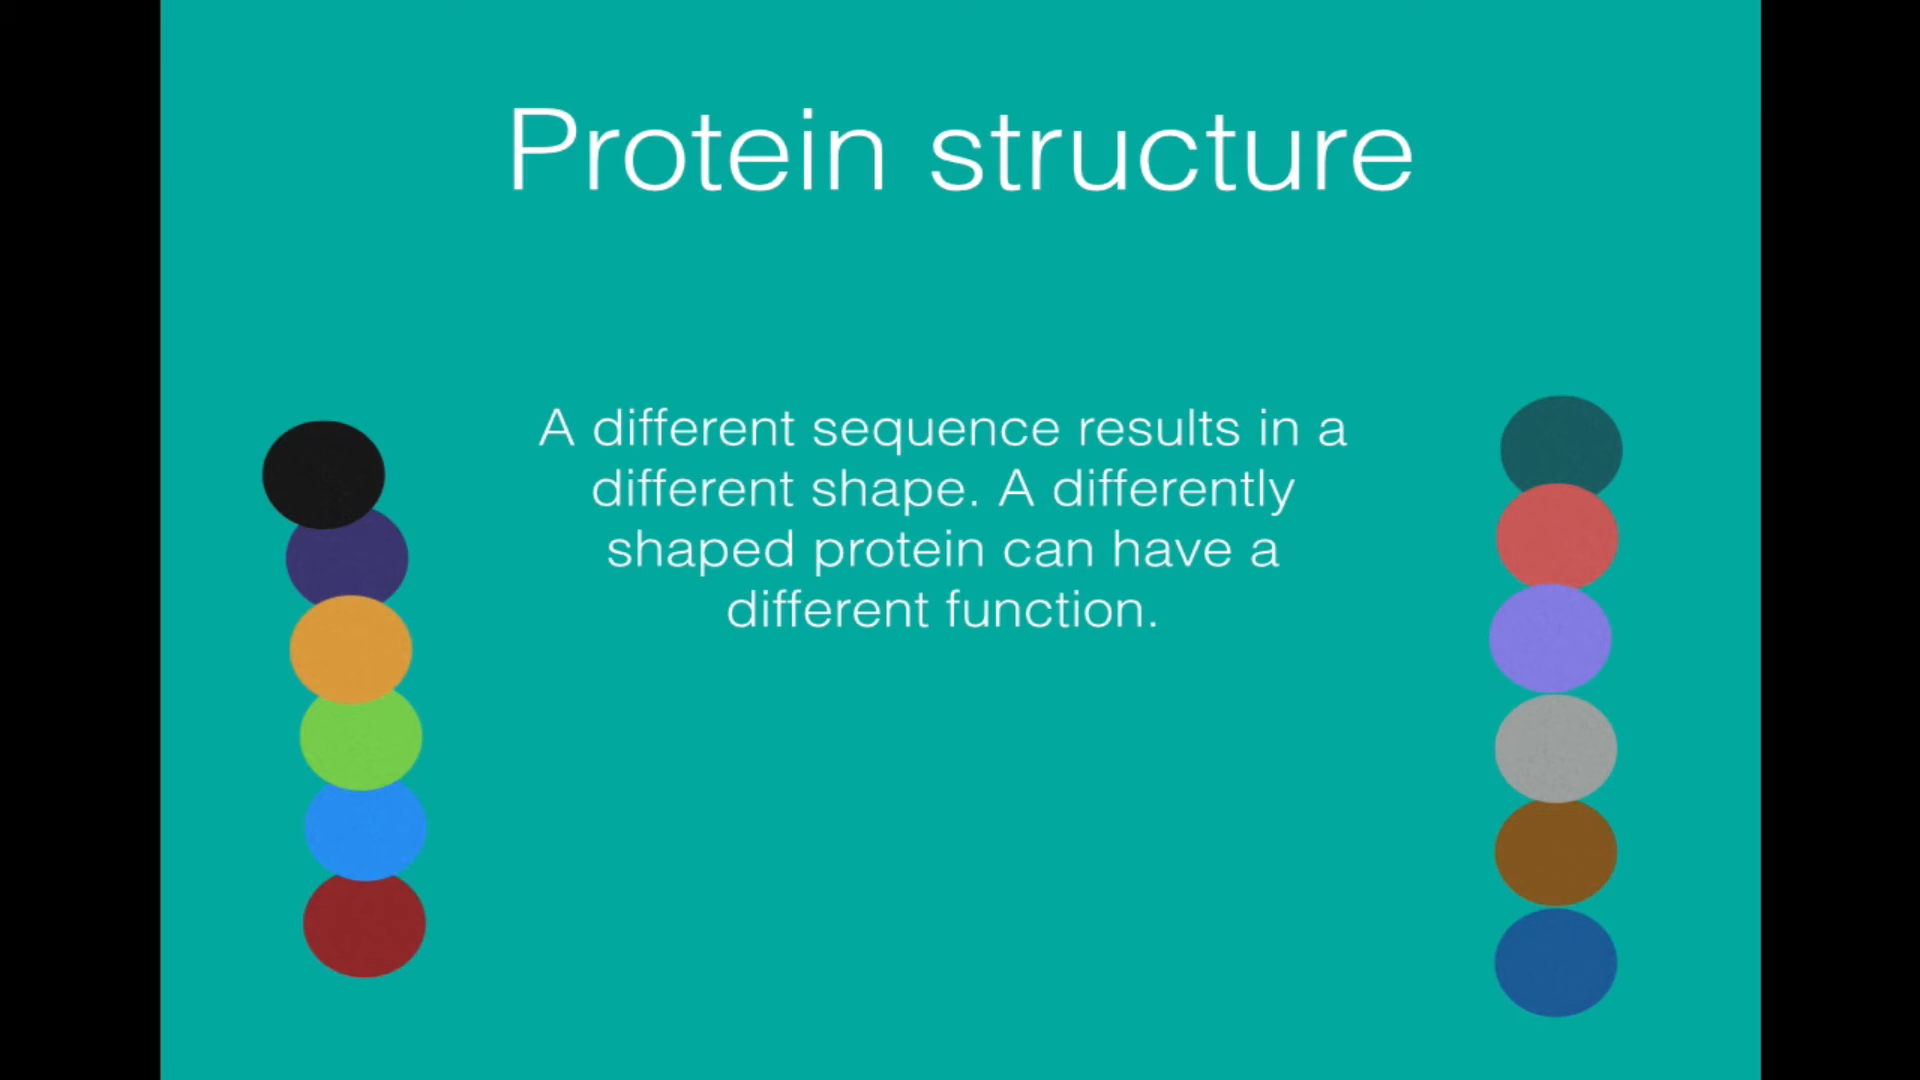 Protein structure
A different sequence results in a
different shape. A differently
shaped protein can have a
different function.